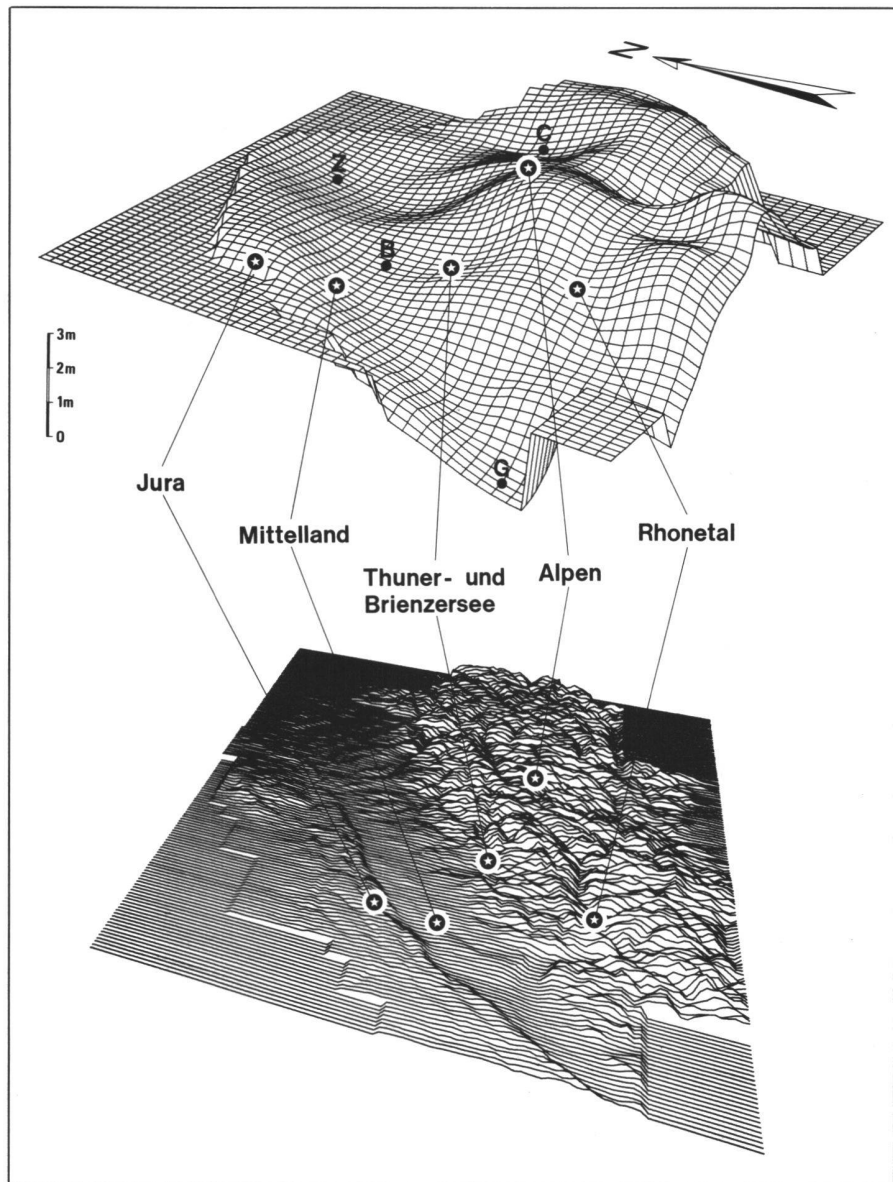 N
C
Z
B
3m
2m
1m
0
G
Jura
Mittelland
Rhonetal
Thuner- und
Brienzersee
Alpen